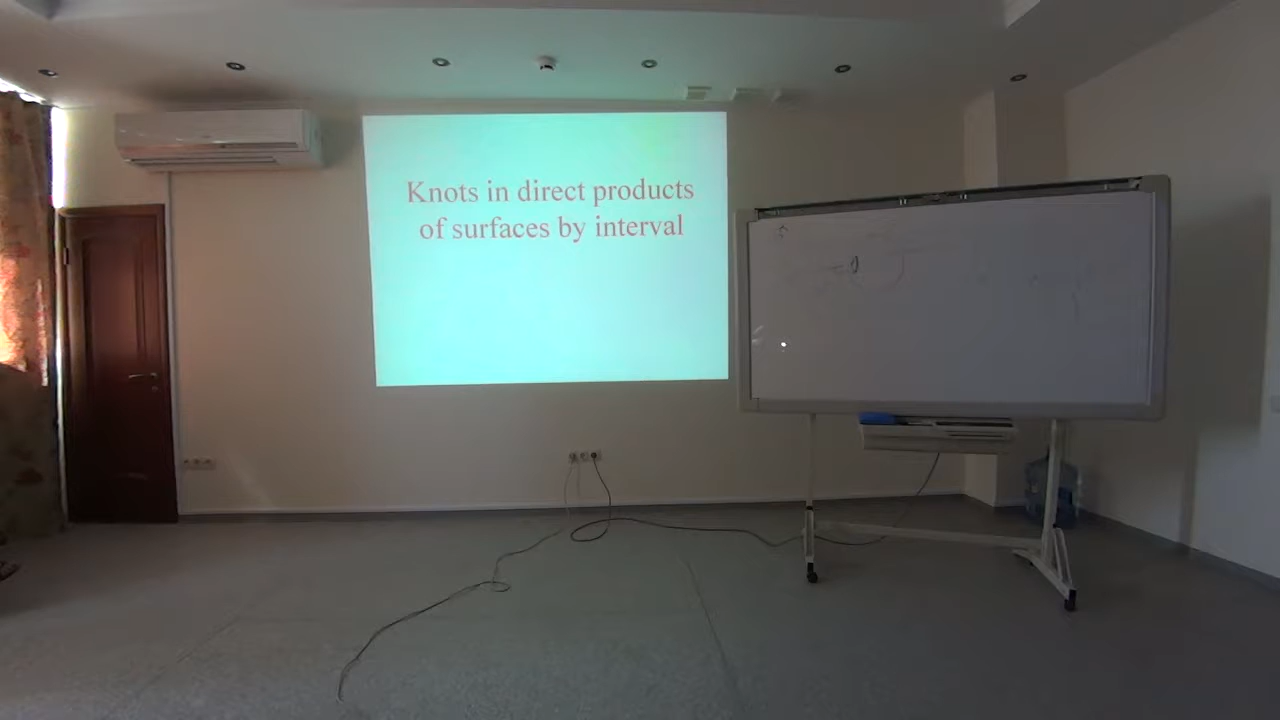 Knots in direct products
of surfaces by interval